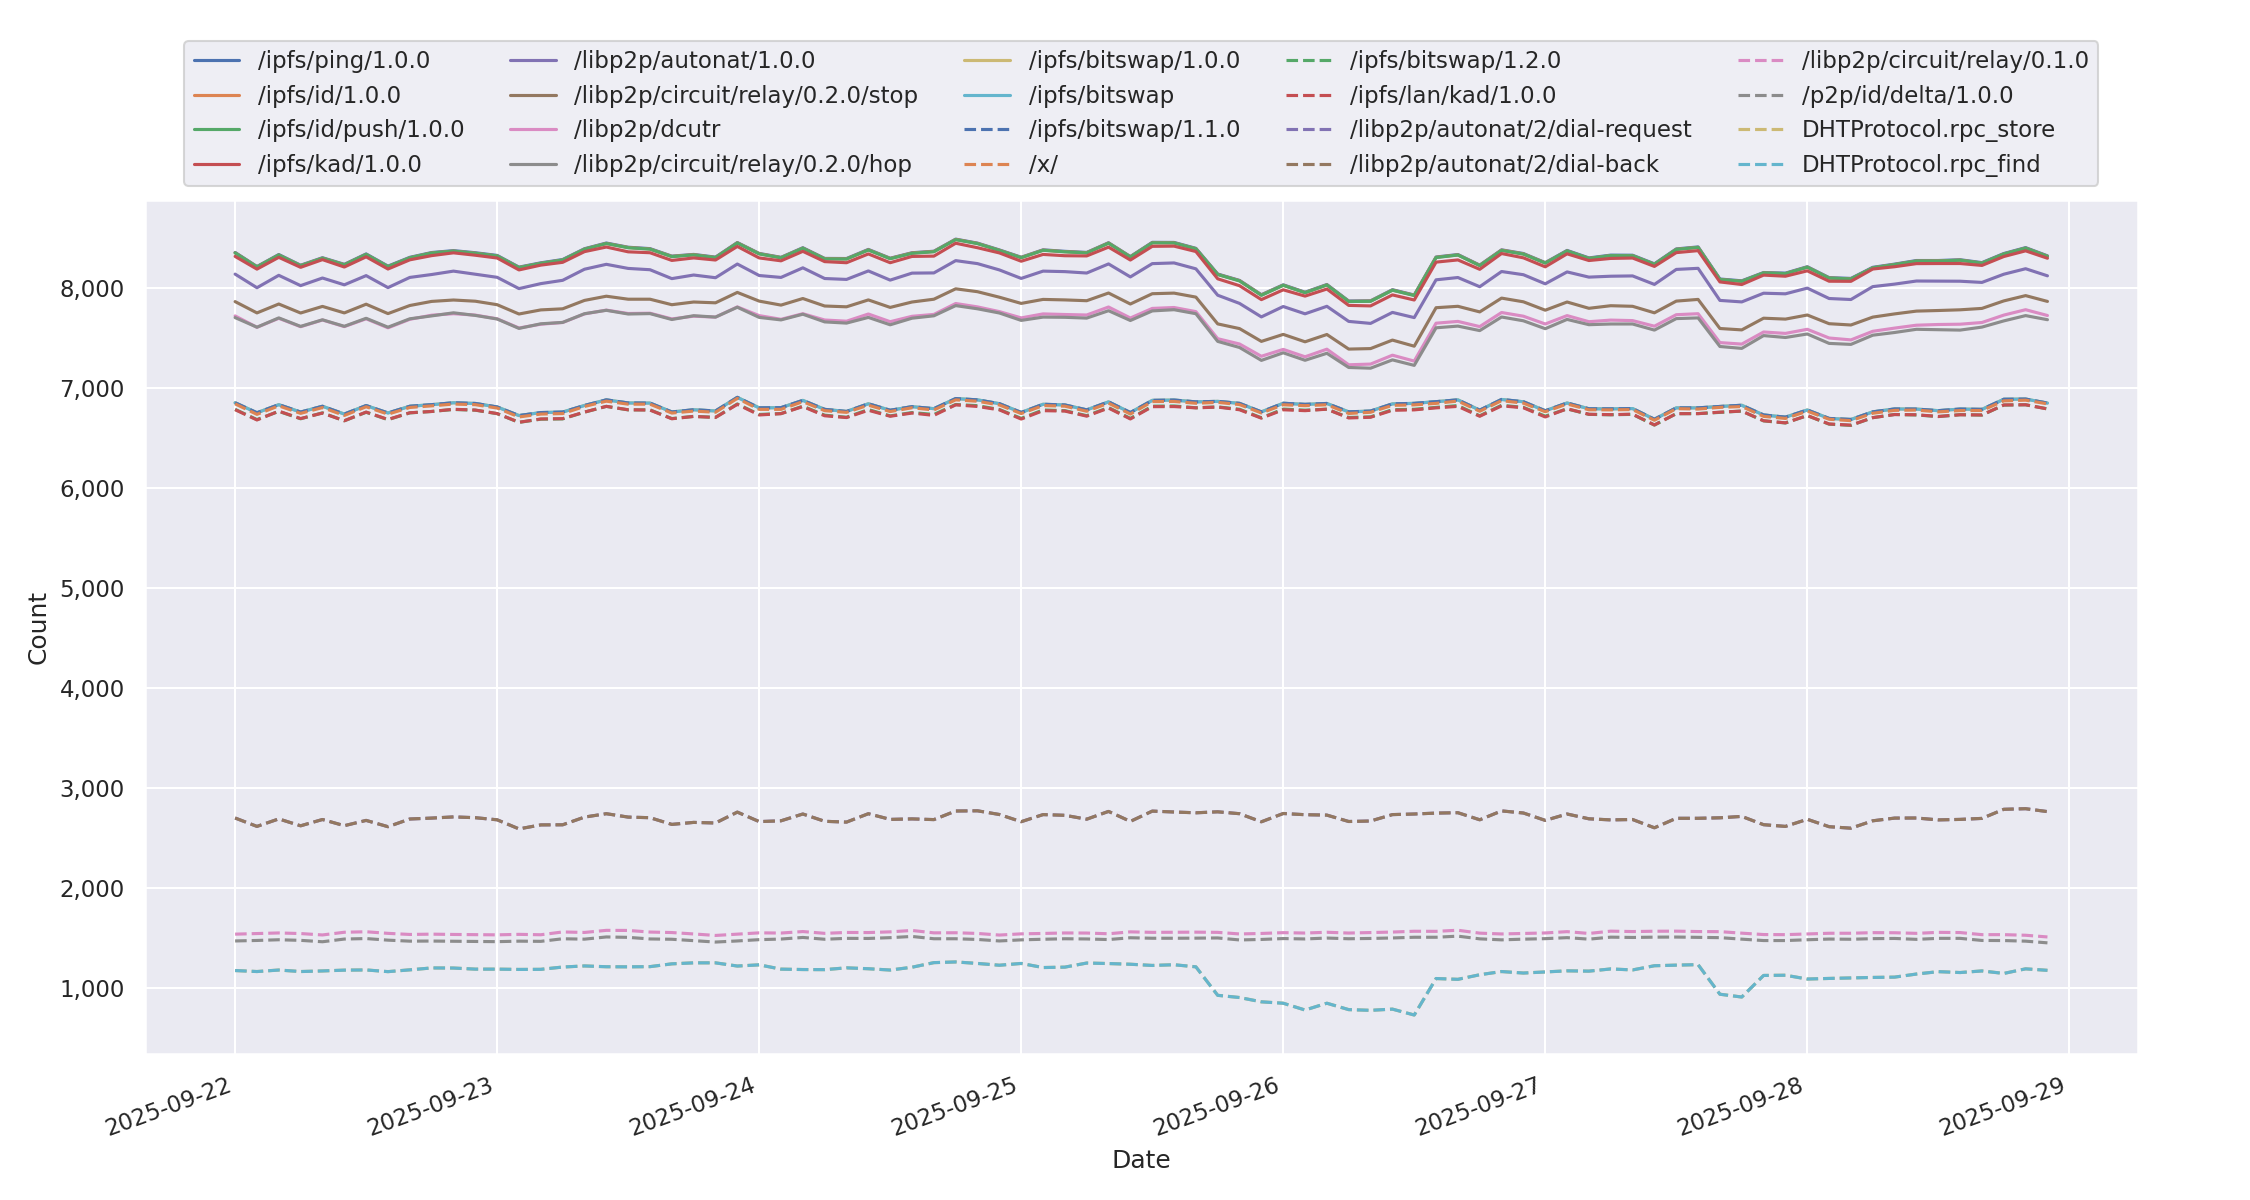 /ipfs/ping/1.0.0
/ipfs/id/1.0.0
/ipfs/id/push/1.0.0
/ipfs/kad/1.0.0
/libp2p/autonat/1.0.0
/libp2p/circuit/relay/0.2.0/stop
/libp2p/dcutr
/libp2p/circuit/relay/0.2.0/hop
/ipfs/bitswap/1.0.0
/ipfs/bitswap
/ipfs/bitswap/1.1.0
/x/
/ipfs/bitswap/1.2.0
/ipfs/lan/kad/1.0.0
/libp2p/autonat/2/dial-request
/libp2p/autonat/2/dial-back
/libp2p/circuit/relay/0.1.0
/p2p/id/delta/1.0.0
DHTProtocol.rpc_store
DHTProtocol.rpc_find
8,000
7,000
6,000
5,000
4,000
3,000
2,000
1,000
Count
2025-09-22
2025-09-23
2025-09-24
2025-09-25
2025-09-26
2025-09-27
2025-09-28
2025-09-29
Date